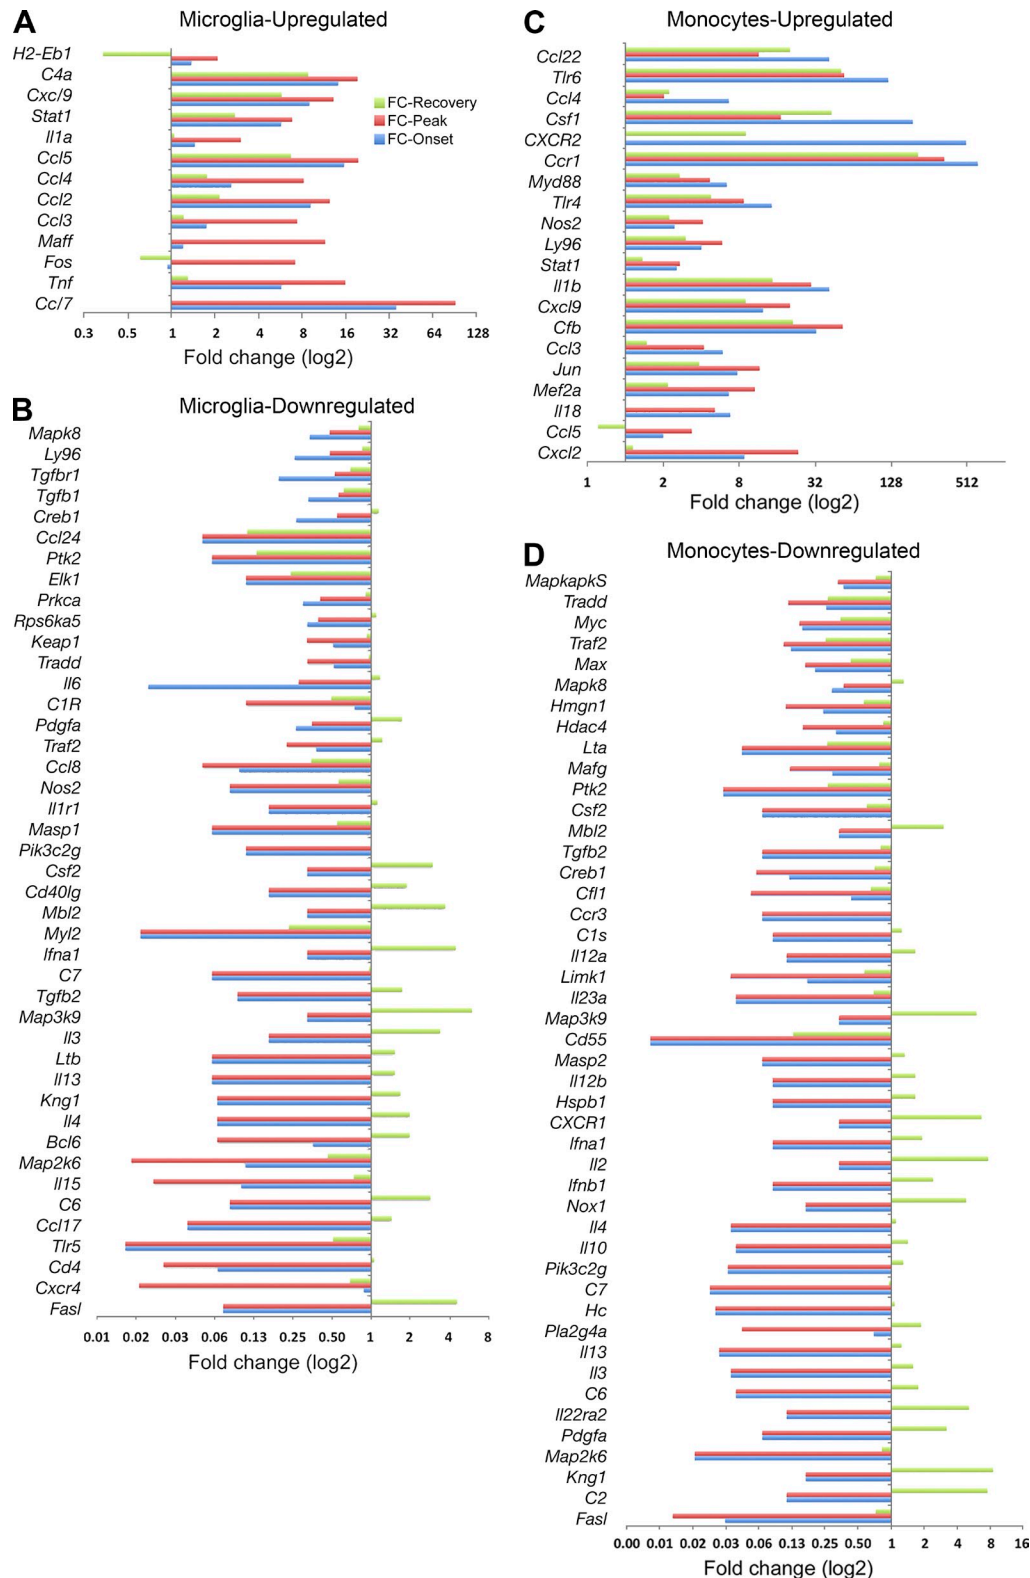 A
Microglia-Upregulated
H2-Eb1
C4a
Cxc/9
Stat1
Il1a
Ccl5
Ccl4
Ccl2
Ccl3
Maff
Fos
Tnf
Cc/7
FC-Recovery
FC-Peak
FC-Onset
0.3 0.5 1 2 4 8 16 32 64 128
Fold change (log2)
B
Microglia-Downregulated
Mapk8
Ly96
Tgfbr1
Tgfb1
Creb1
Ccl24
Ptk2
Elk1
Prkca
Rps6ka5
Keap1
Tradd
Il6
C1R
Pdgfa
Traf2
Ccl8
Nos2
Il1r1
Masp1
Pik3c2g
Csf2
Cd40lg
Mbl2
Myl2
Ifna1
C7
Tgfb2
Map3k9
Il3
Ltb
Il13
Kng1
Il4
Bcl6
Map2k6
Il15
C6
Ccl17
Tlr5
Cd4
Cxcr4
Fasl
0.01 0.02 0.03 0.06 0.13 0.25 0.50 1 2 4 8
Fold change (log2)
C
Monocytes-Upregulated
Ccl22
Tlr6
Ccl4
Csf1
CXCR2
Ccr1
Myd88
Tlr4
Nos2
Ly96
Stat1
Il1b
Cxcl9
Cfb
Ccl3
Jun
Mef2a
Il18
Ccl5
Cxcl2
1 2 8 32 128 512
Fold change (log2)
D
Monocytes-Downregulated
MapkapkS
Tradd
Myc
Traf2
Max
Mapk8
Hmgn1
Hdac4
Lta
Mafg
Ptk2
Csf2
Mbl2
Tgfb2
Creb1
Cfl1
Ccr3
C1s
Il12a
Limk1
Il23a
Map3k9
Cd55
Masp2
Il12b
Hspb1
CXCR1
Ifna1
Il2
Ifnb1
Nox1
Il4
Il10
Pik3c2g
C7
Hc
Pla2g4a
Il13
Il3
C6
Il22ra2
Pdgfa
Map2k6
Kng1
C2
Fasl
0.00 0.01 0.02 0.03 0.06 0.13 0.25 0.50 1 2 4 8 16
Fold change (log2)